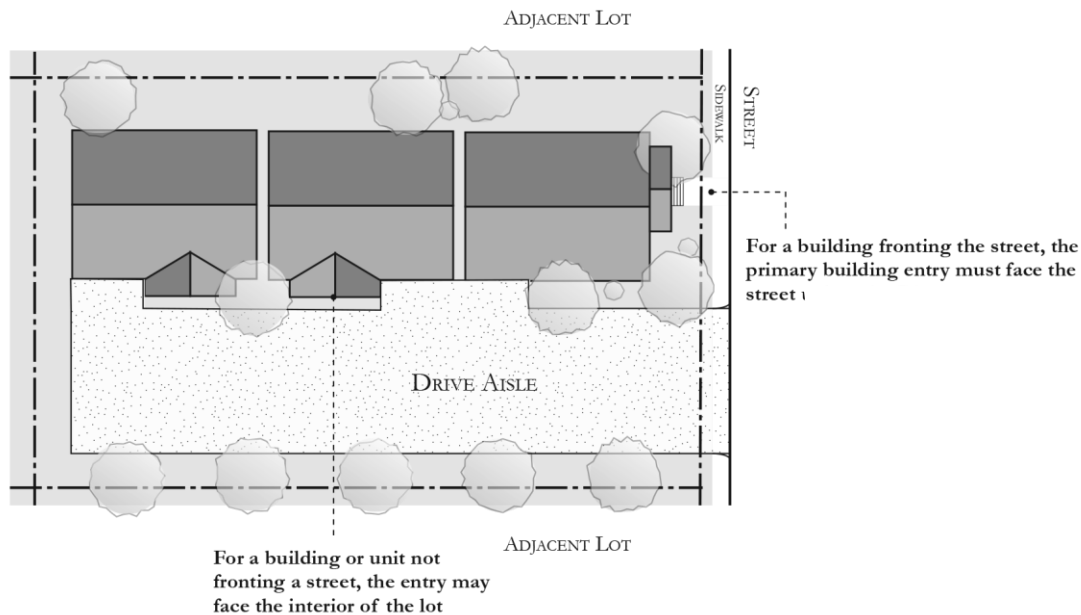 Adjacent Lot
Sidewalk
Street
For a building fronting the street, the
primary building entry must face the
street
Drive Aisle
Adjacent Lot
For a building or unit not
fronting a street, the entry may
face the interior of the lot